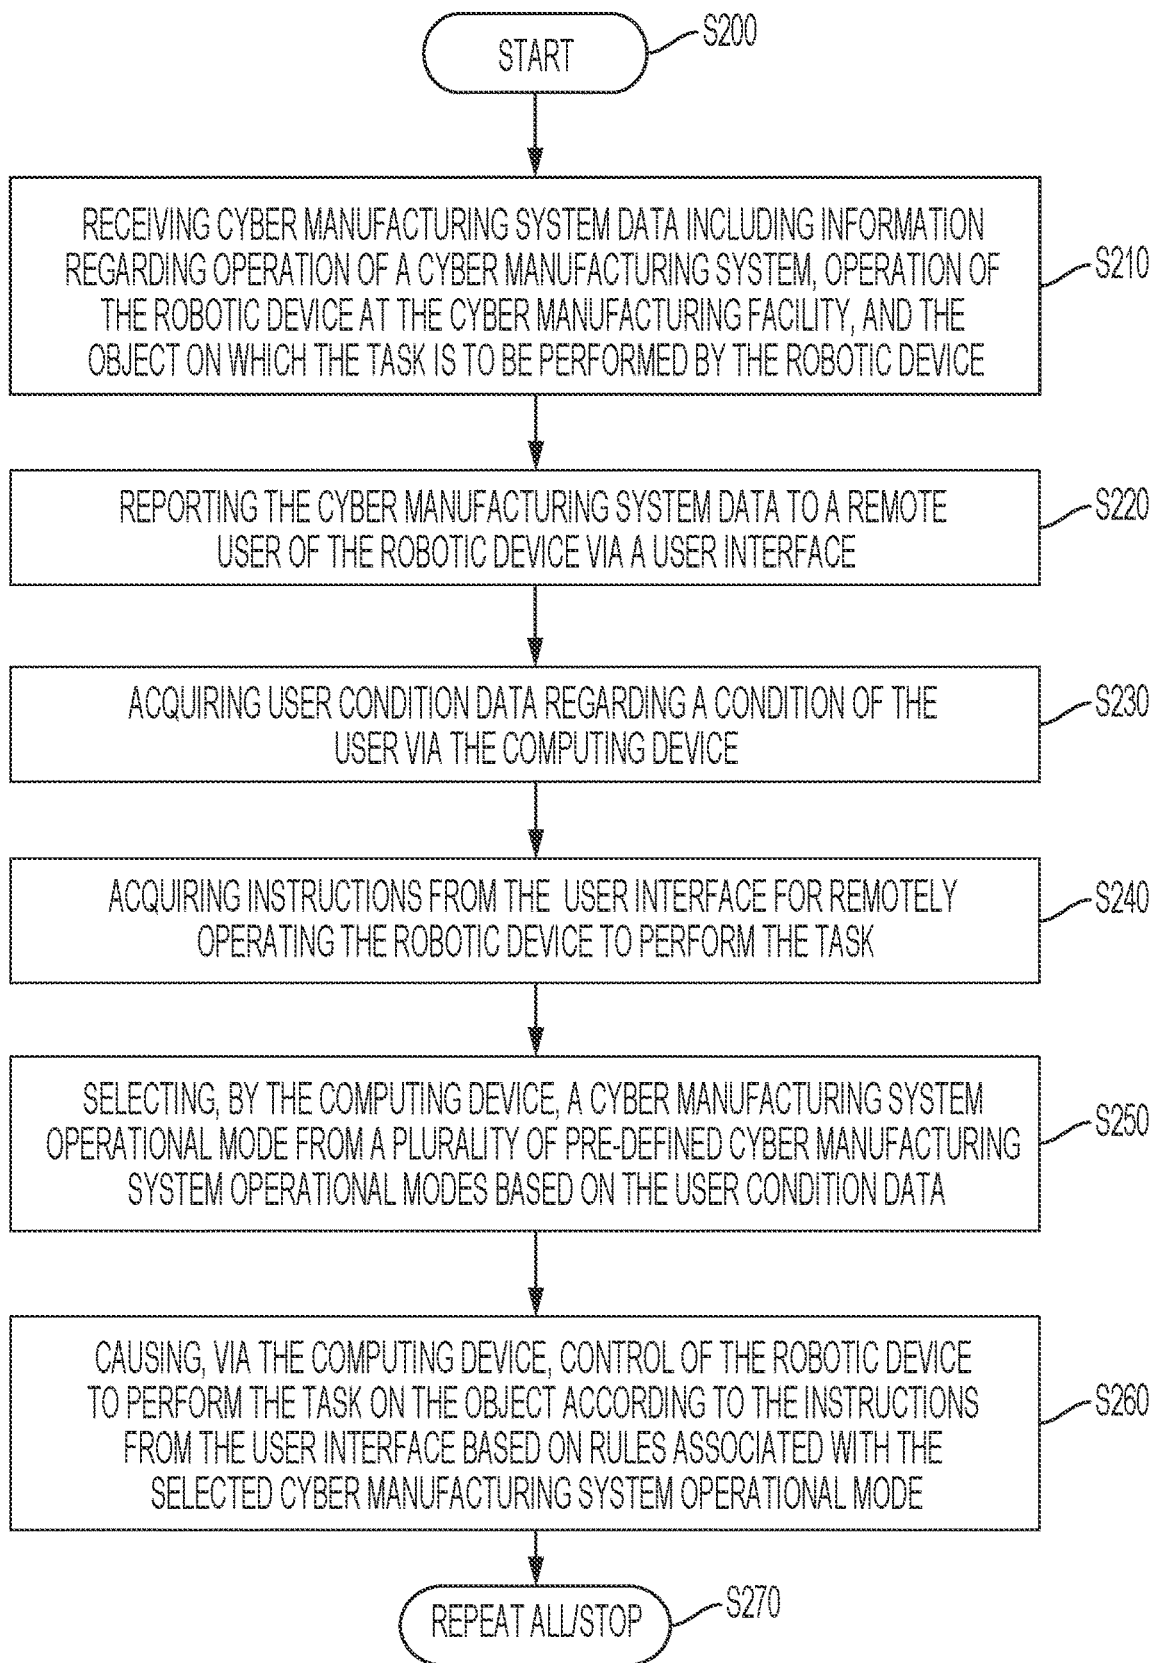 START
S200
RECEIVING CYBER MANUFACTURING SYSTEM DATA INCLUDING INFORMATION
REGARDING OPERATION OF A CYBER MANUFACTURING SYSTEM, OPERATION OF
THE ROBOTIC DEVICE AT THE CYBER MANUFACTURING FACILITY, AND THE
OBJECT ON WHICH THE TASK IS TO BE PERFORMED BY THE ROBOTIC DEVICE
S210
REPORTING THE CYBER MANUFACTURING SYSTEM DATA TO A REMOTE
USER OF THE ROBOTIC DEVICE VIA A USER INTERFACE
S220
ACQUIRING USER CONDITION DATA REGARDING A CONDITION OF THE
USER VIA THE COMPUTING DEVICE
S230
ACQUIRING INSTRUCTIONS FROM THE USER INTERFACE FOR REMOTELY
OPERATING THE ROBOTIC DEVICE TO PERFORM THE TASK
S240
SELECTING, BY THE COMPUTING DEVICE, A CYBER MANUFACTURING SYSTEM
OPERATIONAL MODE FROM A PLURALITY OF PRE-DEFINED CYBER MANUFACTURING
SYSTEM OPERATIONAL MODES BASED ON THE USER CONDITION DATA
S250
CAUSING, VIA THE COMPUTING DEVICE, CONTROL OF THE ROBOTIC DEVICE
TO PERFORM THE TASK ON THE OBJECT ACCORDING TO THE INSTRUCTIONS
FROM THE USER INTERFACE BASED ON RULES ASSOCIATED WITH THE
SELECTED CYBER MANUFACTURING SYSTEM OPERATIONAL MODE
S260
REPEAT ALL/STOP
S270